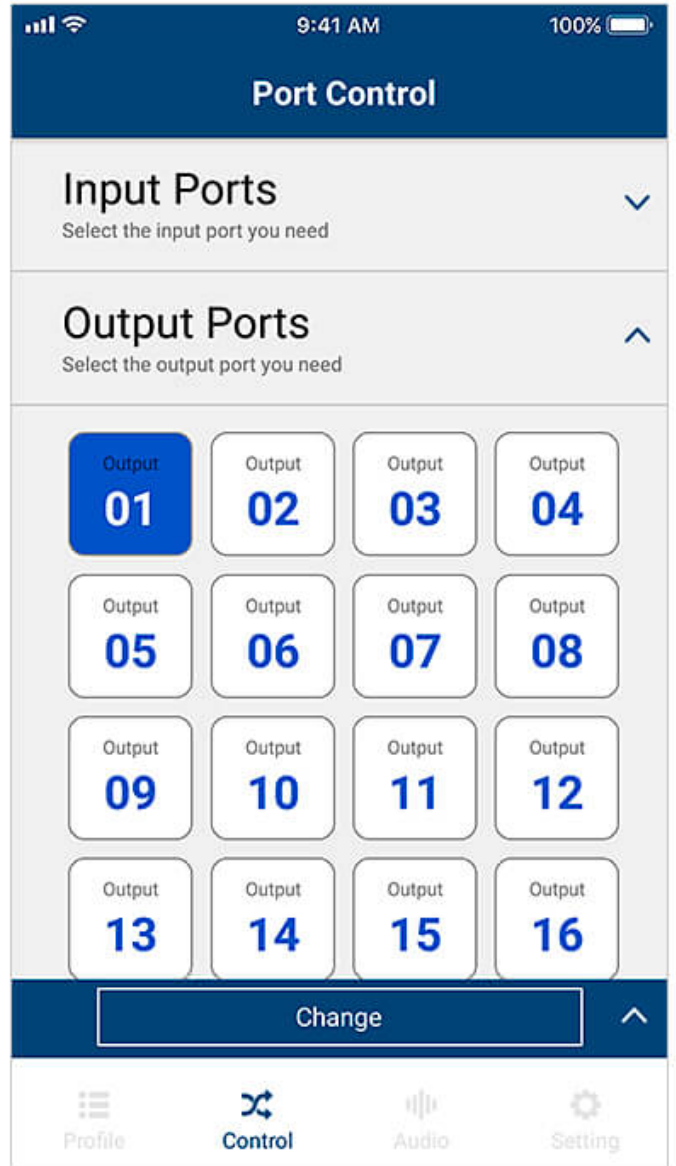 9:41 AM 100%
Port Control
Input Ports
Select the input port you need
Output Ports
Select the output port you need
Output Output Output Output
01 02 03 04
Output Output Output Output
05 06 07 08
Output Output Output Output
09 10 11 12
Output Output Output Output
13 14 15 16
Change
Profile Control Audio Setting